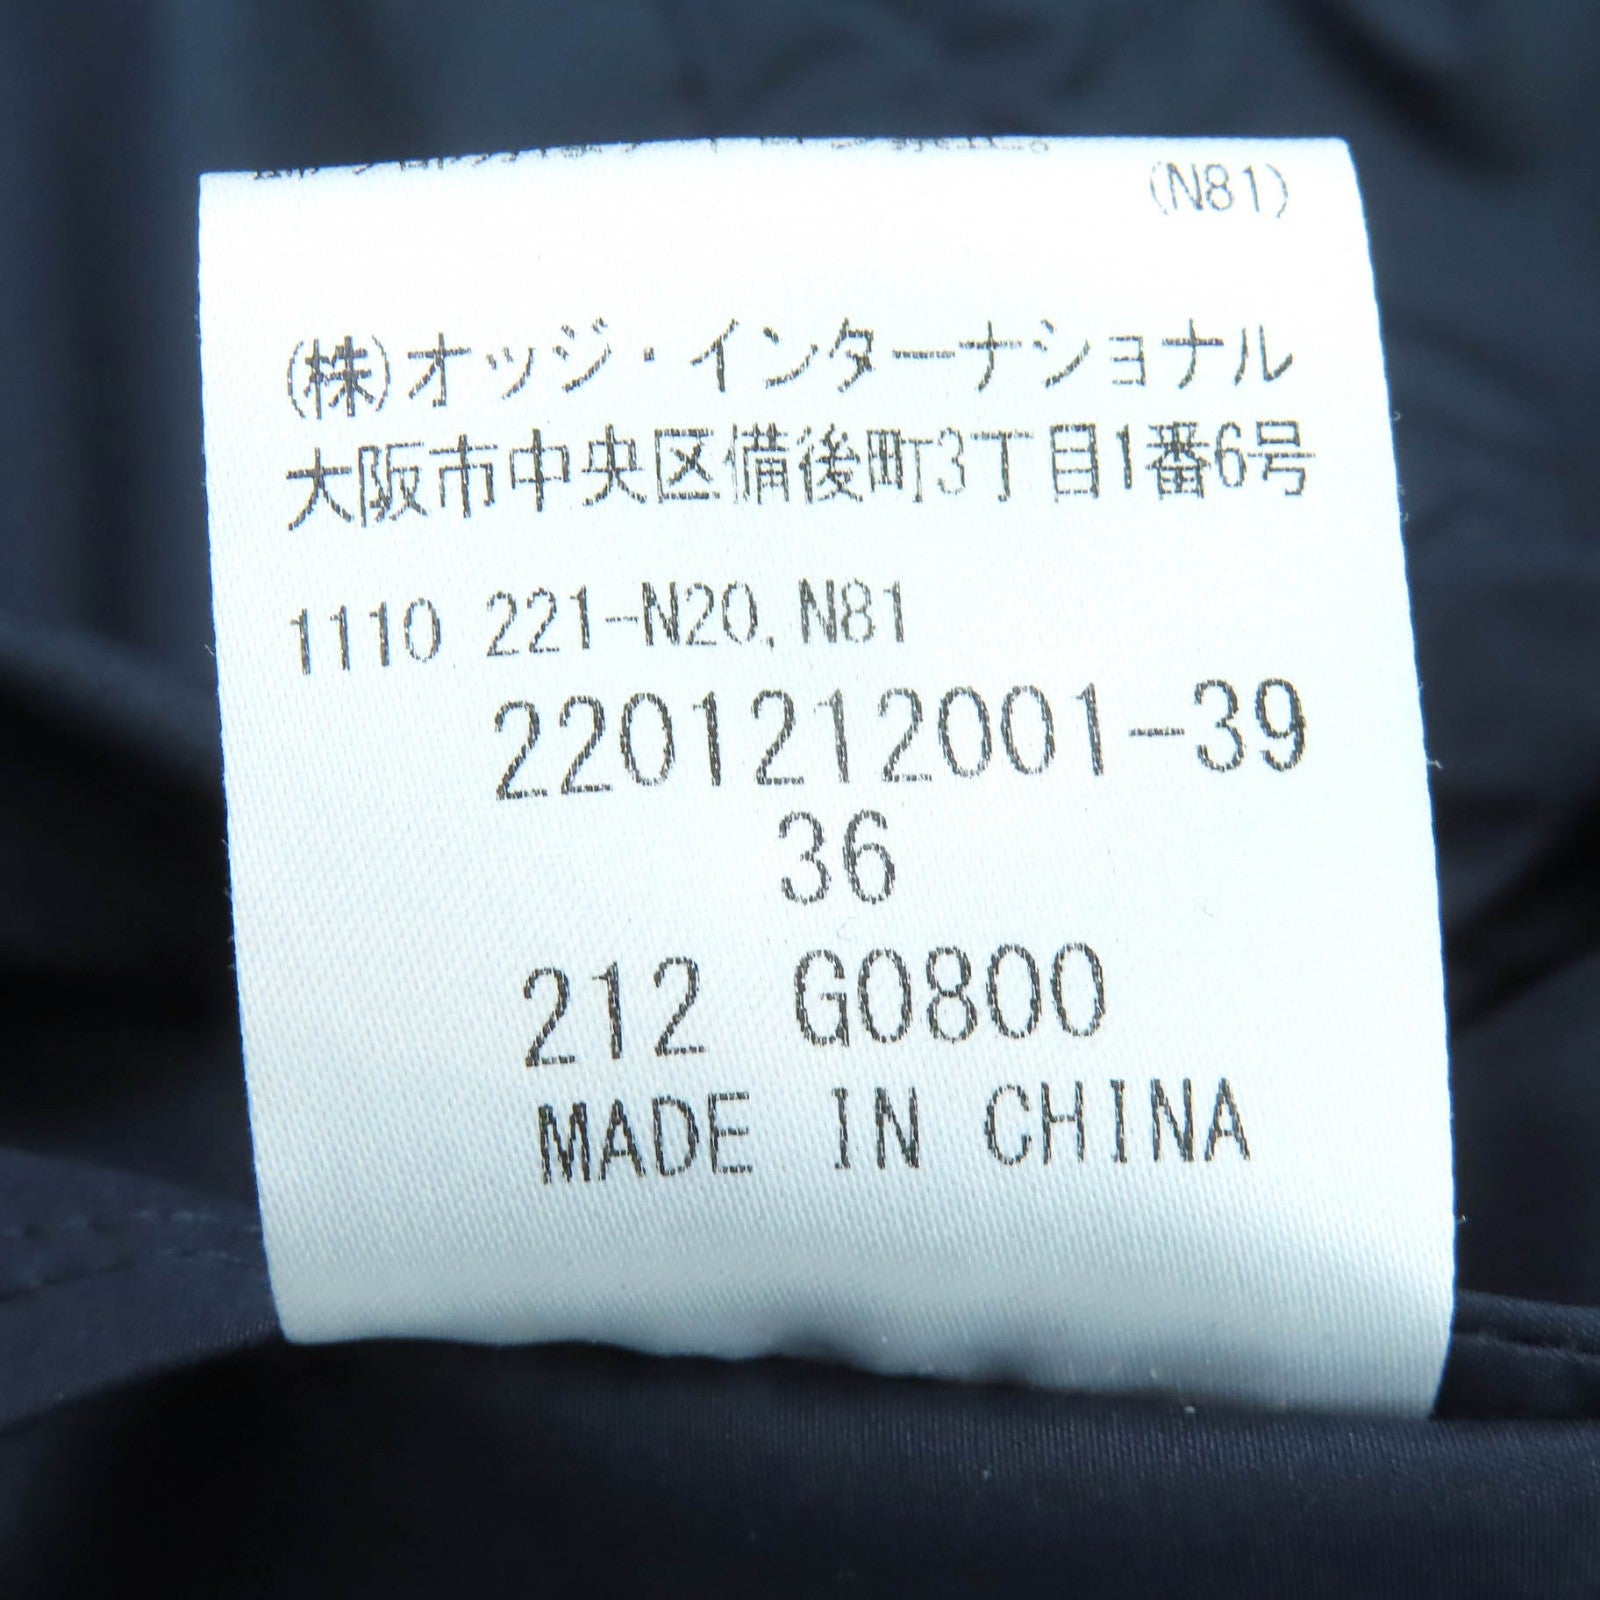 (N81)
(株)オッジ・インターナショナル
大阪市中央区備後町3丁目1番6号
1110 221-N20,N81
2201212001-39
36
212 G0800
MADE IN CHINA